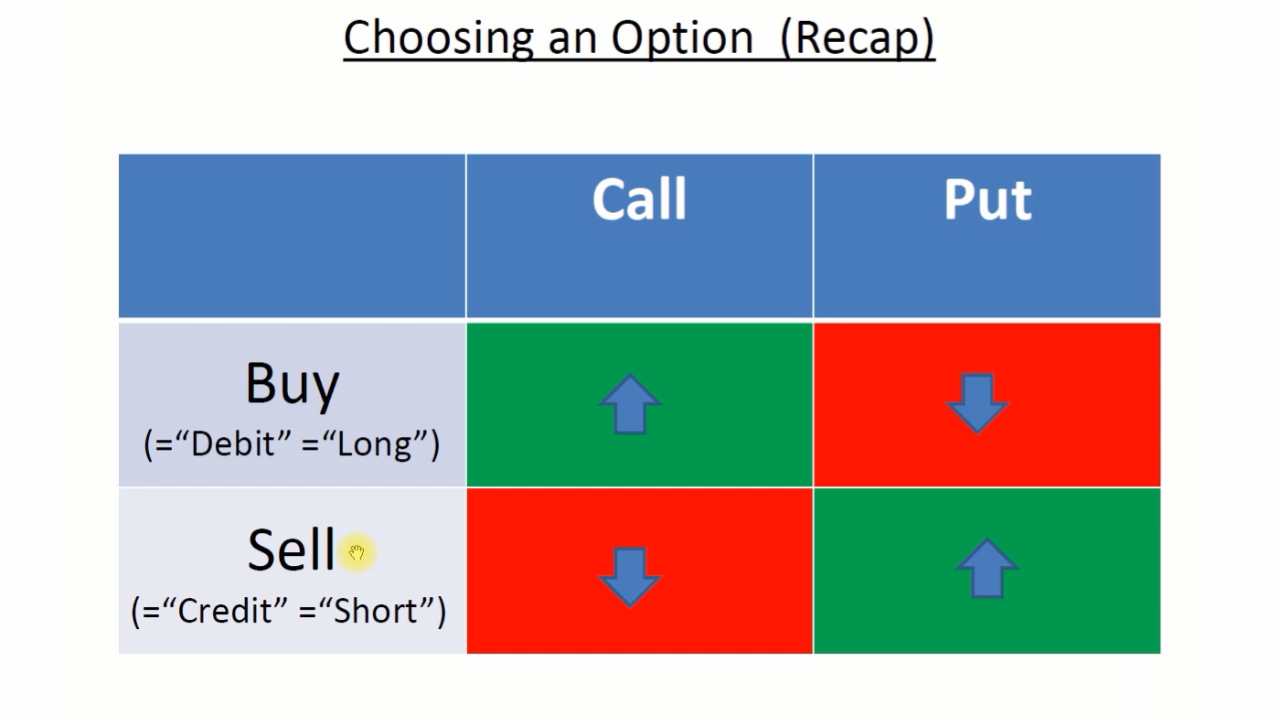 Choosing an Option  (Recap)
Call
Put
Buy
(=“Debit” =“Long”)
Sell
(=“Credit” =“Short”)